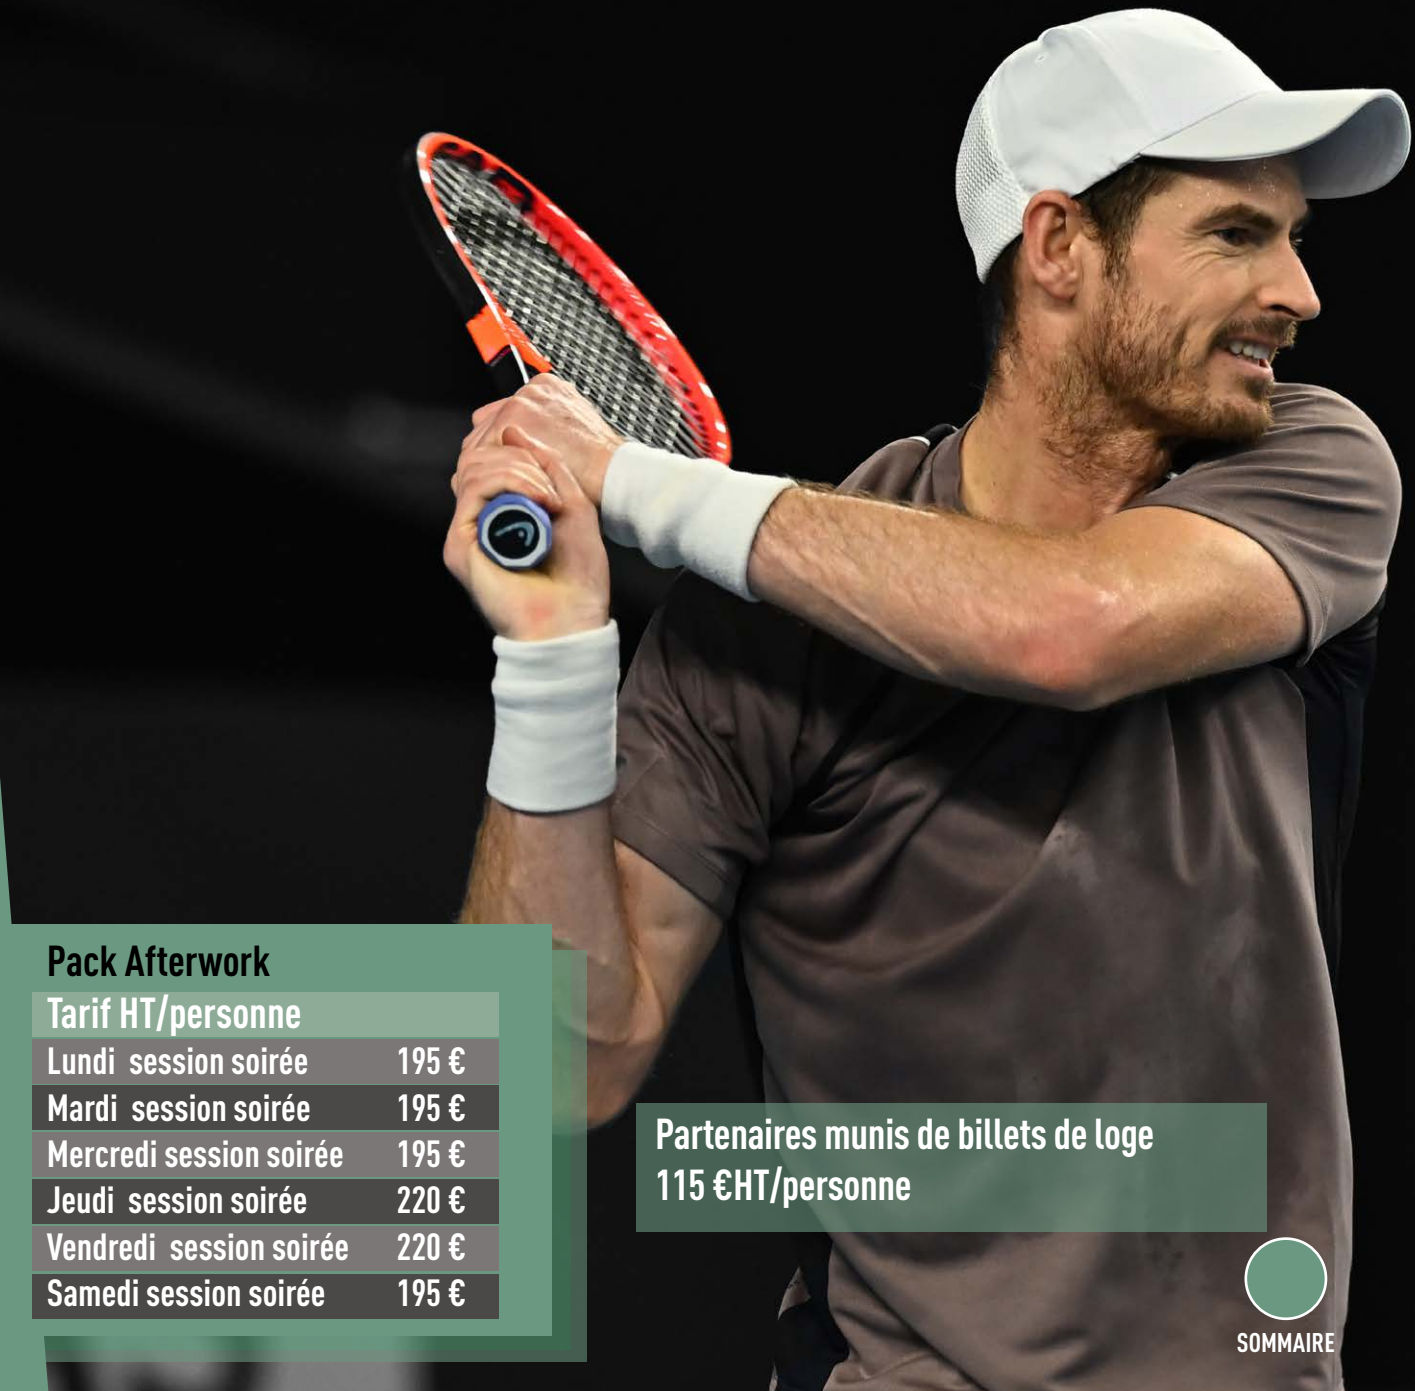 Pack Afterwork
Tarif HT/personne
Lundi session soirée 195 €
Mardi session soirée 195 €
Mercredi session soirée 195 €
Jeudi session soirée 220 €
Vendredi session soirée 220 €
Samedi session soirée 195 €
Partenaires munis de billets de loge
115 €HT/personne
SOMMAIRE